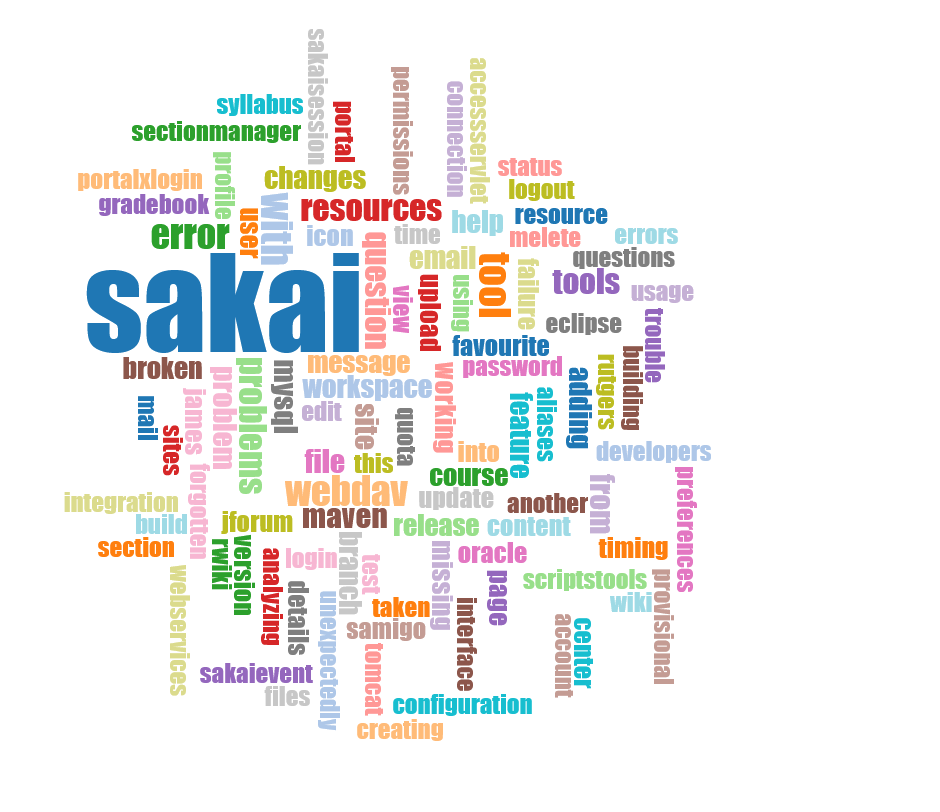 sakaisession
accessservlet
permissions
connection
syllabus
portal
sectionmanager
profile
status
portalxlogin
changes
logout
gradebook
user
with
resources
help
resource
error
icon
question
time
melete
errors
email
tool
questions
sakai
view
upload
using
failure
tools
usage
eclipse
trouble
favourite
building
broken
problems
mysql
message
working
password
rutgers
problem
workspace
adding
mail
james
edit
site
quota
feature
aliases
sites
file
this
into
developers
forgotten
course
from
preferences
integration
webdav
update
another
build
jforum
maven
release
content
section
rwiki
version
analyzing
login
branch
test
missing
oracle
timing
webservices
details
unexpectedly
taken
interface
page
scriptstools
wiki
provisional
samigo
account
center
sakaievent
tomcat
files
configuration
creating